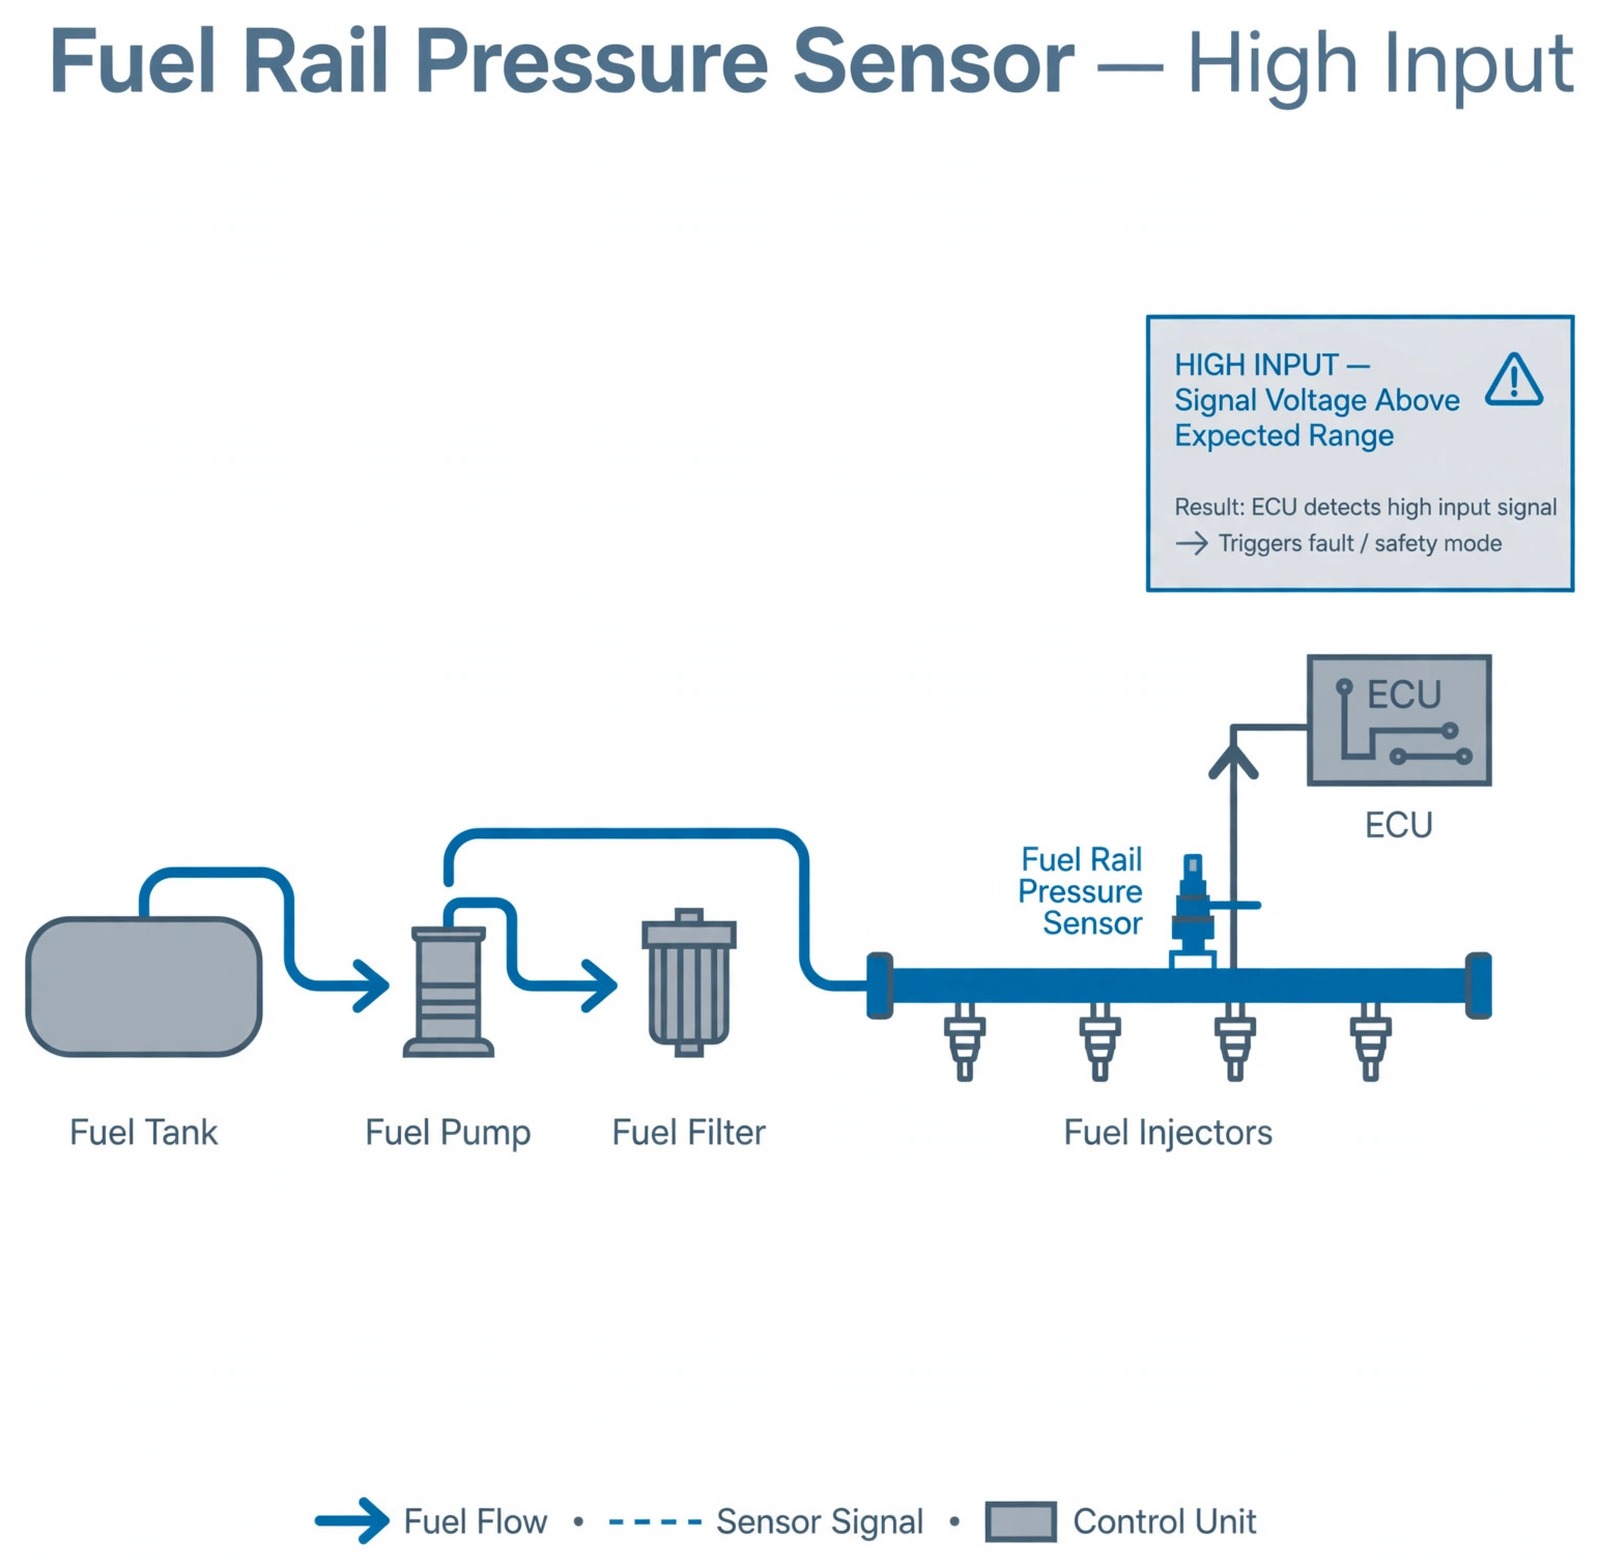 Fuel Rail Pressure Sensor — High Input
HIGH INPUT —
Signal Voltage Above
Expected Range
Result: ECU detects high input signal
→ Triggers fault / safety mode
ECU
ECU
Fuel Rail
Pressure
Sensor
Fuel Tank
Fuel Pump
Fuel Filter
Fuel Injectors
Fuel Flow • Sensor Signal • Control Unit